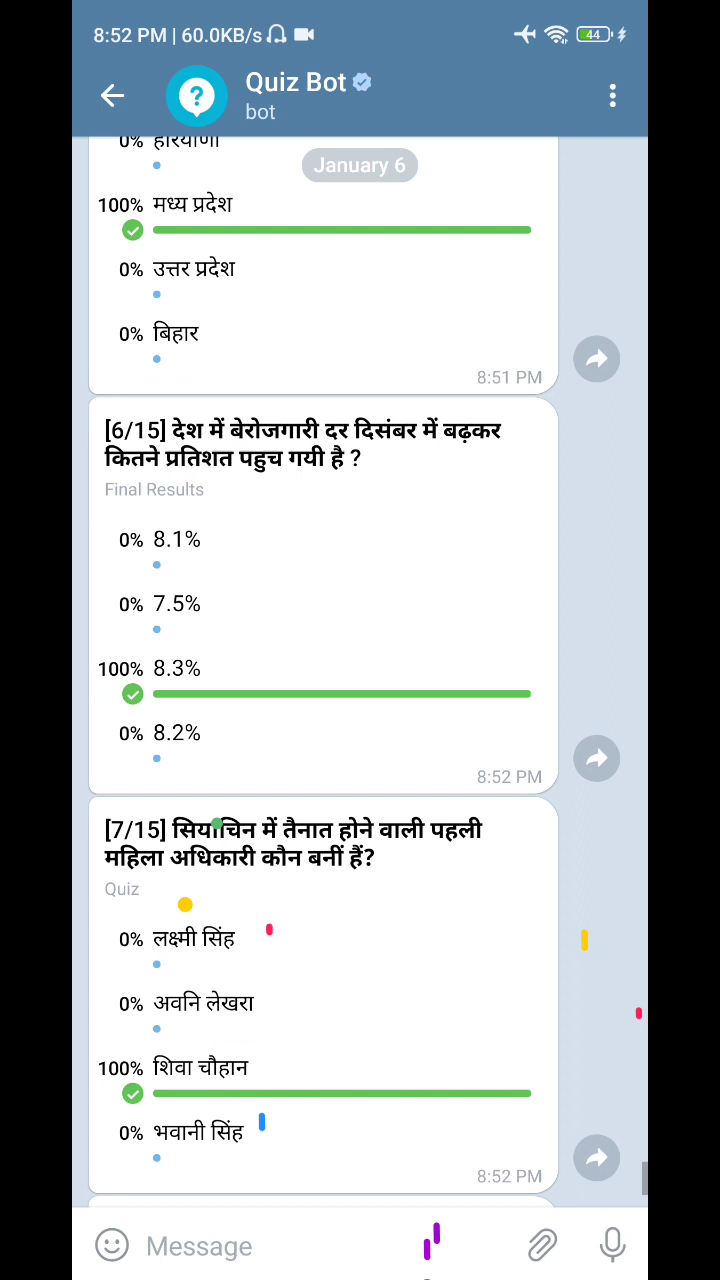 8:52 PM | 60.0KB/s
44
Quiz Bot
bot
0% हरियाणा
January 6
100% मध्य प्रदेश
0% उत्तर प्रदेश
0% बिहार
8:51 PM
[6/15] देश में बेरोजगारी दर दिसंबर में बढ़कर
कितने प्रतिशत पहुच गयी है ?
Final Results
0% 8.1%
0% 7.5%
100% 8.3%
0% 8.2%
8:52 PM
[7/15] सियाचिन में तैनात होने वाली पहली
महिला अधिकारी कौन बनीं हैं?
Quiz
0% लक्ष्मी सिंह
0% अवनि लेखरा
100% शिवा चौहान
0% भवानी सिंह
8:52 PM
Message